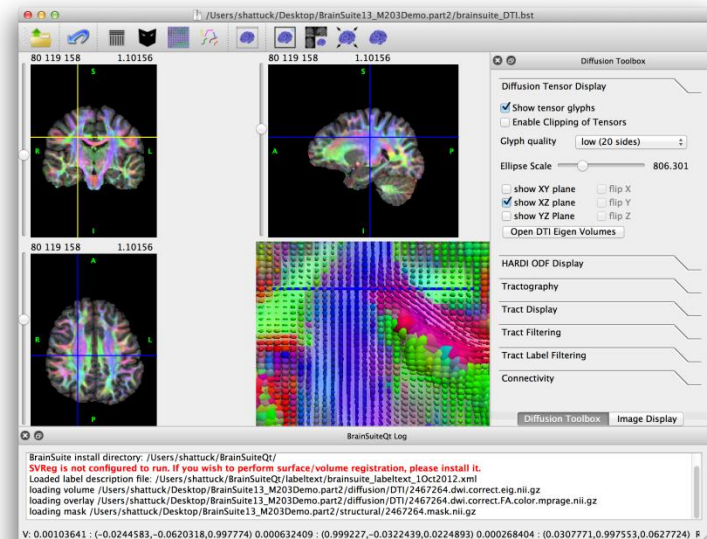 /Users/shattuck/Desktop/BrainSuite13_M203Demo.part2/brainsuite_DTI.bst
80 119 158 1.10156
S
R L
I
80 119 158 1.10156
S
A P
I
80 119 158 1.10156
A
R L
P
Diffusion Toolbox
Diffusion Tensor Display
Show tensor glyphs
Enable Clipping of Tensors
Glyph quality low (20 sides)
Ellipse Scale 806.301
show XY plane flip X
show XZ plane flip Y
show YZ Plane flip Z
Open DTI Eigen Volumes
HARDI ODF Display
Tractography
Tract Display
Tract Filtering
Tract Label Filtering
Connectivity
Diffusion Toolbox Image Display
BrainSuiteQt Log
BrainSuite install directory: /Users/shattuck/BrainSuiteQt/
SVReg is not configured to run. If you wish to perform surface/volume registration, please install it.
Loaded label description file: /Users/shattuck/BrainSuiteQt/labeltext/brainsuite_labeltext_1Oct2012.xml
loading volume /Users/shattuck/Desktop/BrainSuite13_M203Demo.part2/diffusion/DTI/2467264.dwi.correct.eig.nii.gz
loading overlay /Users/shattuck/Desktop/BrainSuite13_M203Demo.part2/diffusion/DTI/2467264.dwi.correct.FA.color.mprage.nii.gz
loading mask /Users/shattuck/Desktop/BrainSuite13_M203Demo.part2/structural/2467264.mask.nii.gz
V: 0.00103641 : (-0.0244583,-0.0620318,0.997774) 0.000632409 : (0.999227,-0.0322439,0.0224893) 0.000268404 : (0.0307771,0.997553,0.0627724) F